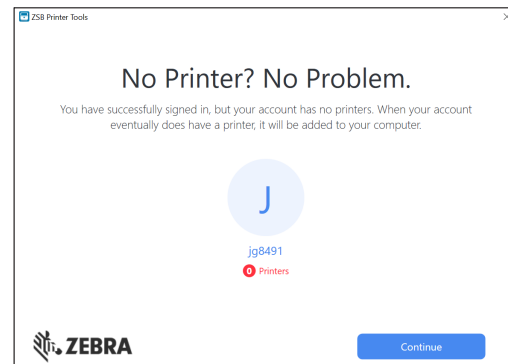 ZSB Printer Tools
No Printer? No Problem.
You have successfully signed in, but your account has no printers. When your account
eventually does have a printer, it will be added to your computer.
J
jg8491
0 Printers
ZEBRA
Continue